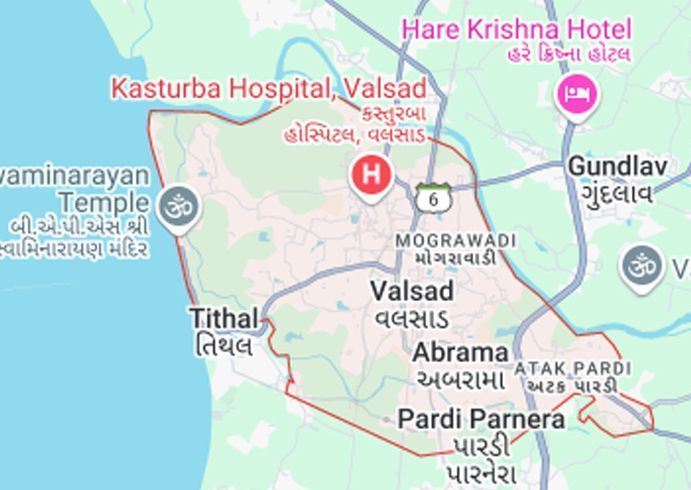 Hare Krishna Hotel
હરે ક્રિષ્ના હોટલ
Kasturba Hospital, Valsad
કસ્તુરબા
હોસ્પિટલ, વલસાડ
Gundlav
ગુંદલાવ
waminarayan
Temple
બી.એ.પી.એસ શ્રી
સ્વામિનારાયણ મંદિર
H
6
MOGRAWADI
મોગરાવાડી
V
Valsad
વલસાડ
Tithal
તિથલ
Abrama
અબરામા
ATAK PARDI
અટક પારડી
Pardi Parnera
પારડી
પારનેરા